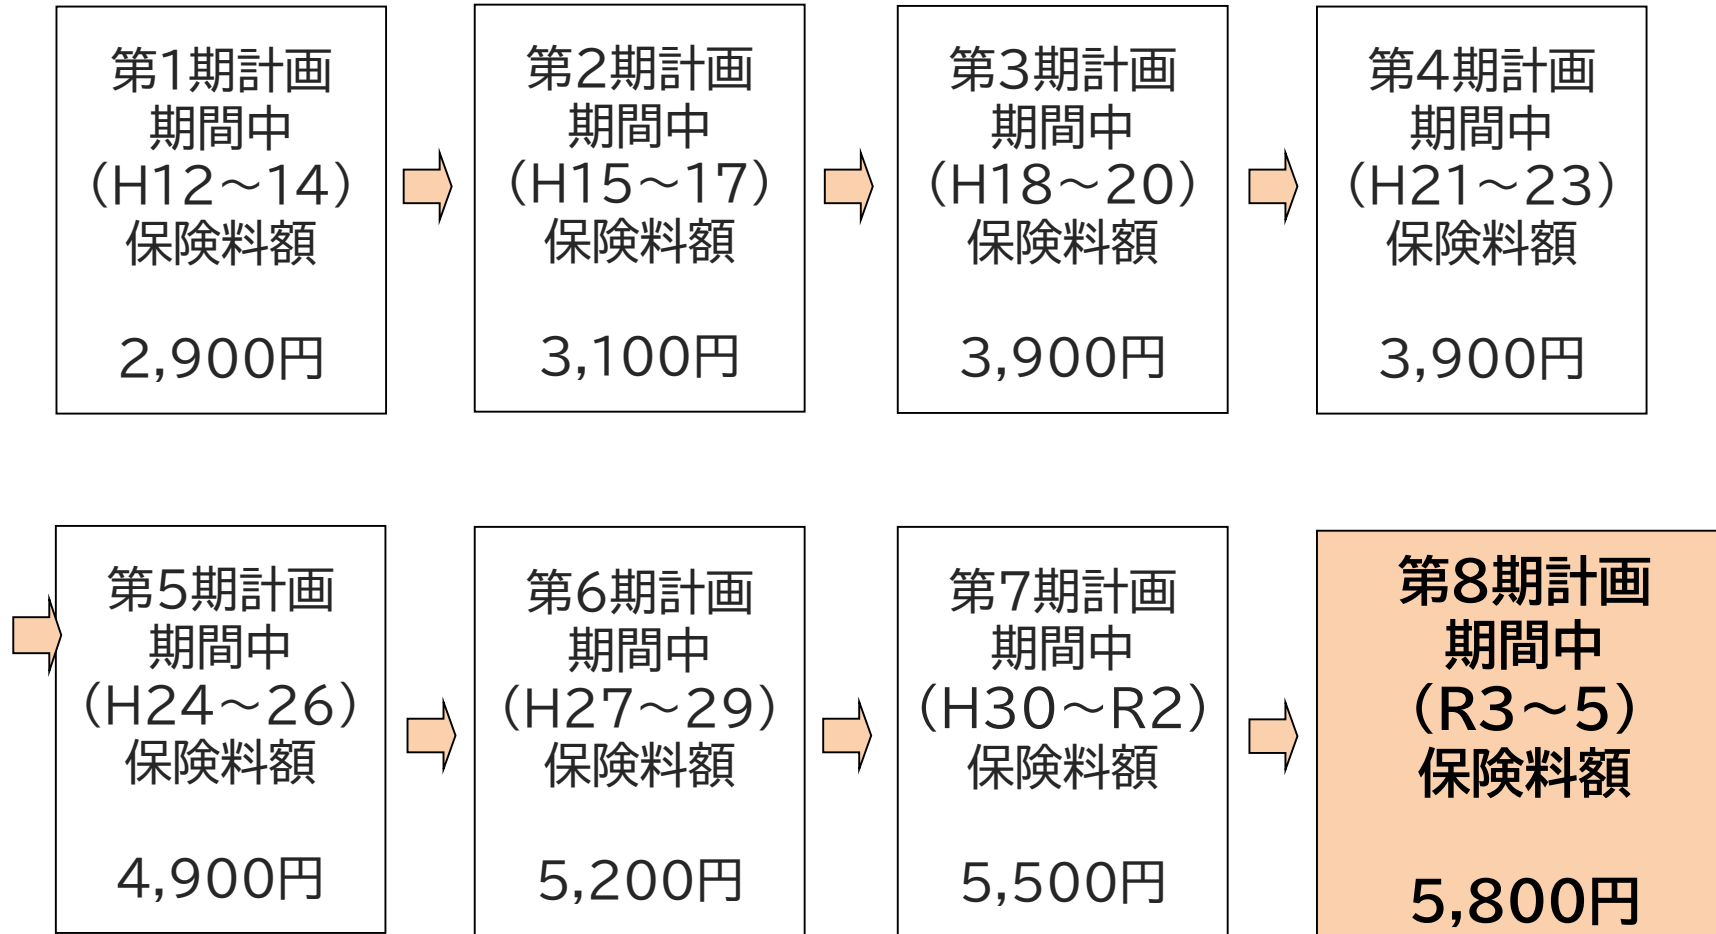 第1期計画
期間中
（H12～14）
保険料額
2,900円
第2期計画
期間中
（H15～17）
保険料額
3,100円
第3期計画
期間中
（H18～20）
保険料額
3,900円
第4期計画
期間中
（H21～23）
保険料額
3,900円
第5期計画
期間中
（H24～26）
保険料額
4,900円
第6期計画
期間中
（H27～29）
保険料額
5,200円
第7期計画
期間中
（H30～R2）
保険料額
5,500円
第8期計画
期間中
（R3～5）
保険料額
5,800円